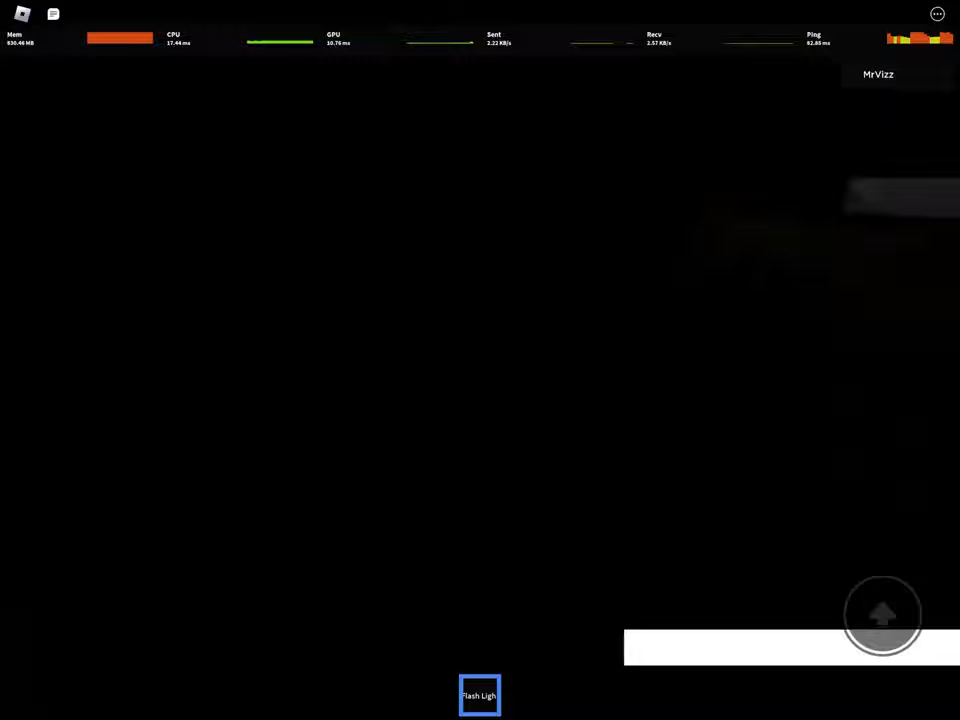 Mem
630.46 MB
CPU
17.44 ms
GPU
10.76 ms
Sent
2.22 KB/s
Recv
2.57 KB/s
Ping
62.65 ms
MrVizz
Flash Ligh